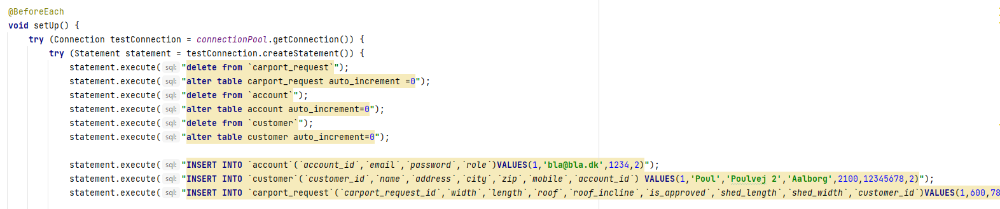 @BeforeEach
void setUp() {
try (Connection testConnection = connectionPool.getConnection()) {
try (Statement statement = testConnection.createStatement()) {
statement.execute( sql: "delete from `carport_request`");
statement.execute( sql: "alter table carport_request auto_increment =0");
statement.execute( sql: "delete from `account`");
statement.execute( sql: "alter table account auto_increment=0");
statement.execute( sql: "delete from `customer`");
statement.execute( sql: "alter table customer auto_increment=0");
statement.execute( sql: "INSERT INTO `account`(`account_id`,`email`,`password`,`role`)VALUES(1,'bla@bla.dk',1234,2)");
statement.execute( sql: "INSERT INTO `customer`(`customer_id`,`name`,`address`,`city`,`zip`,`mobile`,`account_id`) VALUES(1,'Poul','Poulvej 2','Aalborg',2100,12345678,2)");
statement.execute( sql: "INSERT INTO `carport_request`(`carport_request_id`,`width`,`length`,`roof`,`roof_incline`,`is_approved`,`shed_length`,`shed_width`,`customer_id`)VALUES(1,600,78